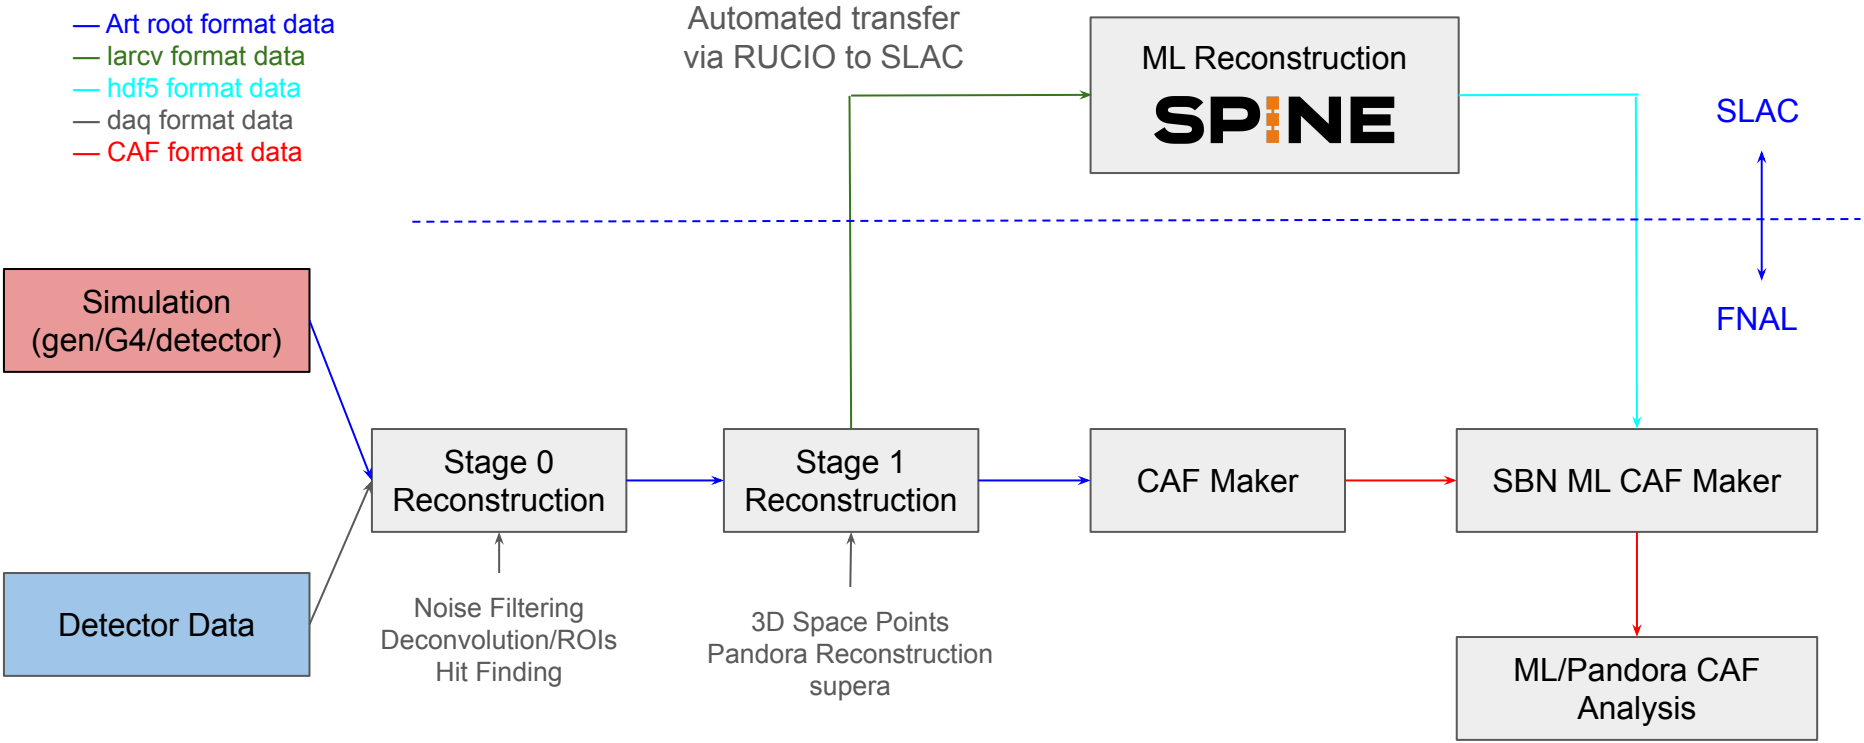 — Art root format data
— larcv format data
— hdf5 format data
— daq format data
— CAF format data
Automated transfer
via RUCIO to SLAC
ML Reconstruction
SPINE
SLAC
FNAL
Simulation
(gen/G4/detector)
Detector Data
Stage 0
Reconstruction
Stage 1
Reconstruction
CAF Maker
SBN ML CAF Maker
Noise Filtering
Deconvolution/ROIs
Hit Finding
3D Space Points
Pandora Reconstruction
supera
ML/Pandora CAF
Analysis